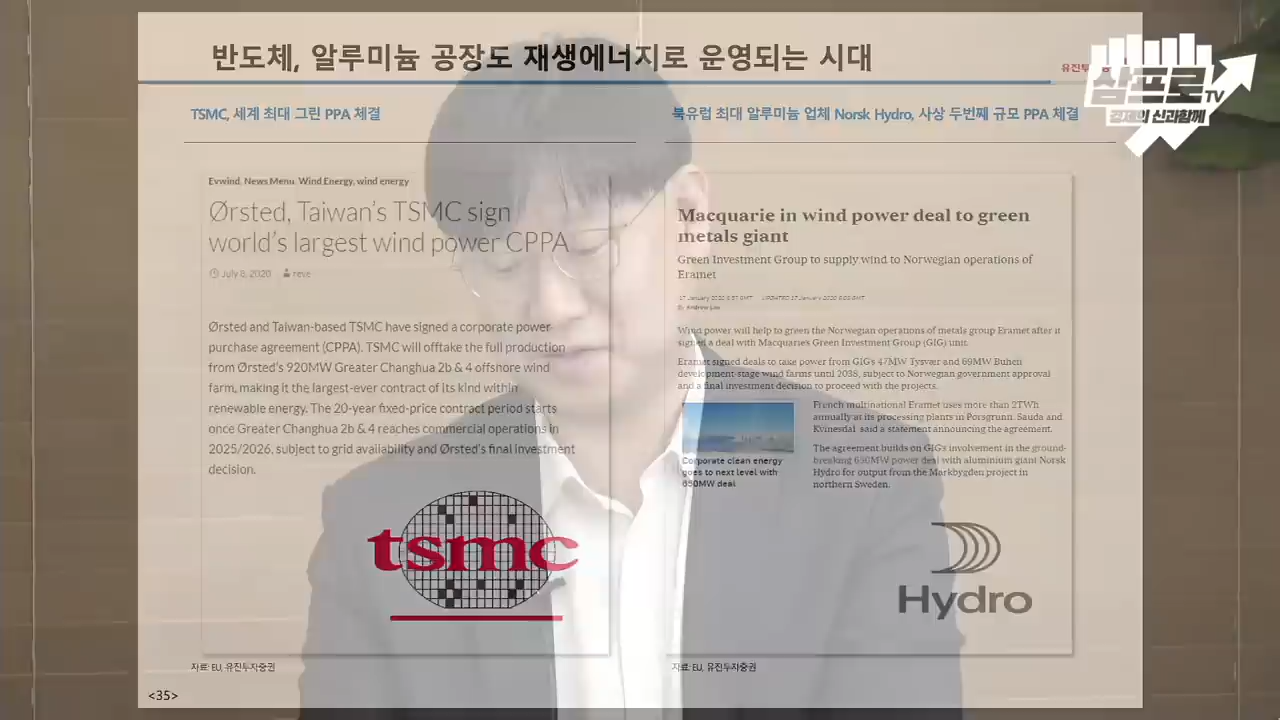 반도체, 알루미늄 공장도 재생에너지로 운영되는 시대
삼프로TV
경제의 신과함께
TSMC, 세계 최대 그린 PPA 체결
Evwind, News Menu, Wind Energy, wind energy
Ørsted, Taiwan's TSMC sign
world's largest wind power CPPA
July 8, 2020 reve
Ørsted and Taiwan-based TSMC have signed a corporate power
purchase agreement (CPPA). TSMC will offtake the full production
from Ørsted's 920MW Greater Changhua 2b & 4 offshore wind
farm, making it the largest-ever contract of its kind within
renewable energy. The 20-year fixed-price contract period starts
once Greater Changhua 2b & 4 reaches commercial operations in
2025/2026, subject to grid availability and Ørsted's final investment
decision.
tsmc
자료: EU, 유진투자증권
북유럽 최대 알루미늄 업체 Norsk Hydro, 사상 두번째 규모 PPA 체결
Macquarie in wind power deal to green
metals giant
Green Investment Group to supply wind to Norwegian operations of
Eramet
Wind power will help to green the Norwegian operations of metals group Eramet after it
signed a deal with Macquarie's Green Investment Group (GIG) unit.
Eramet signed deals to take power from GIG's 47MW Tysvær and 69MW Buheii
development-stage wind farms until 2038, subject to Norwegian government approval
and a final investment decision to proceed with the projects.
Corporate clean energy
goes to next level with
650MW deal
French multinational Eramet uses more than 2TWh
annually at its processing plants in Porsgrunn, Sauda and
Kvinesdal, said a statement announcing the agreement.
The agreement builds on GIG's involvement in the ground-
breaking 650MW power deal with aluminium giant Norsk
Hydro for output from the Markbygden project in
northern Sweden.
Hydro
자료: EU, 유진투자증권
<35>